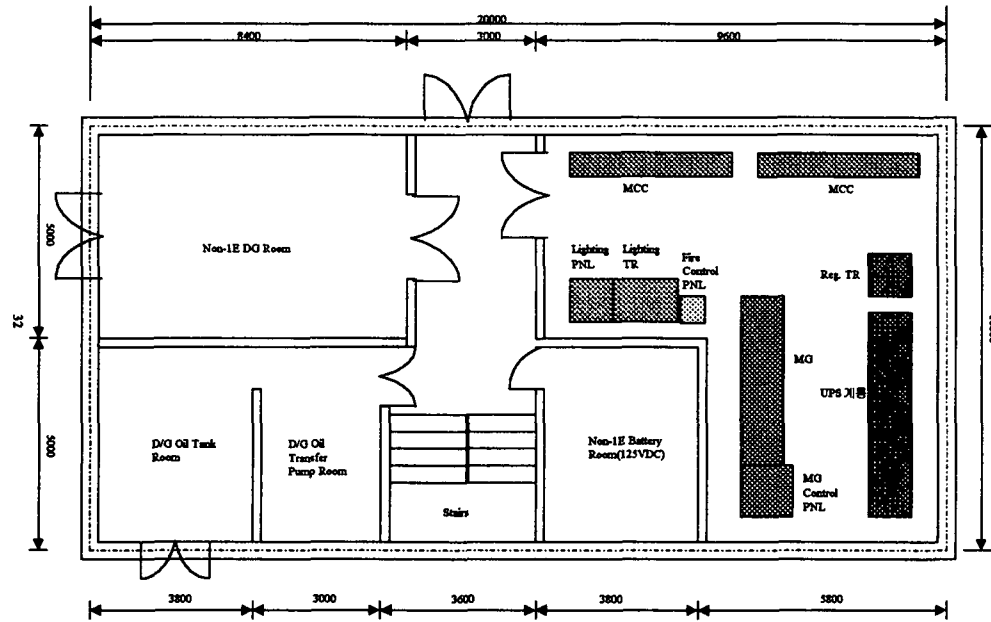 20000
8400 3000 9600
MCC MCC
5000
Non-1E DG Room
Lighting
PNL
Lighting
TR
Fire
Control
PNL
Reg. TR
32
MG
UPS 계통
5000
D/G Oil Tank
Room
D/G Oil
Transfer
Pump Room
Non-1E Battery
Room(125VDC)
MG
Control
PNL
Stairs
3800 3000 3600 3800 5800